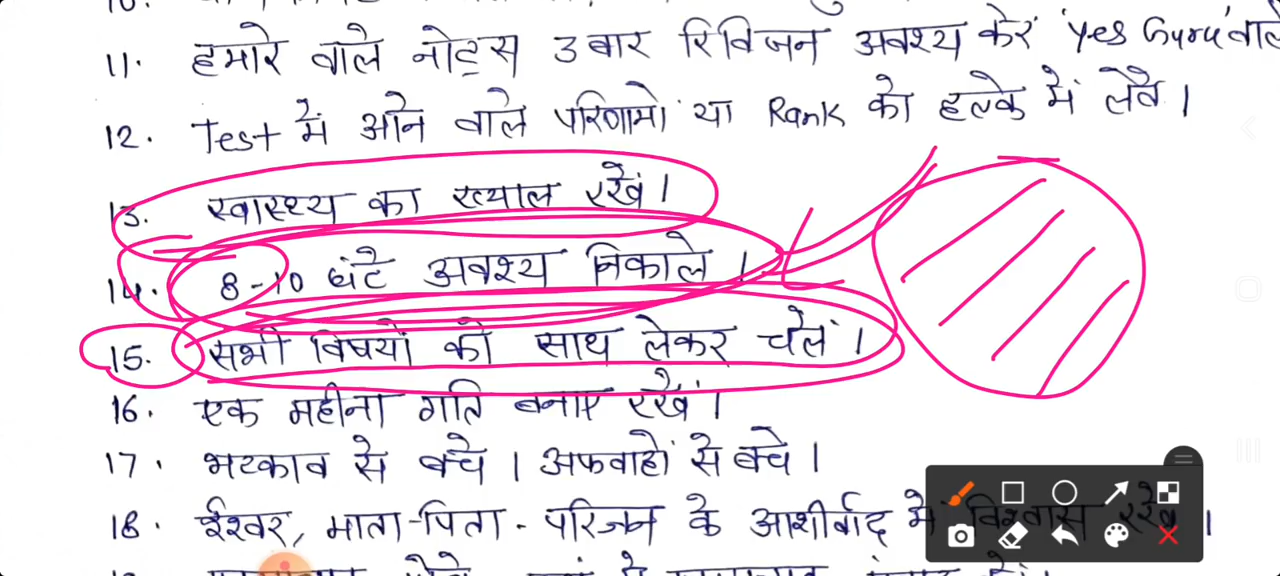 10.
11. हमारे वाले नोट्स 3 बार रिविजन अवश्य करें 'Yes Guru' वाले
12. Test में आने वाले परिणामों या Rank को हल्के में लेवें।
13. स्वास्थ्य का ख्याल रखें।
14. 8-10 घंटे अवश्य निकाले।
15. सभी विषयों को साथ लेकर चलें।
16. एक महीना गति बनाए रखें।
17. भटकाव से बचे। अफवाहों से बचे।
18. ईश्वर, माता-पिता - परिजन के आशीर्वाद में विश्वास रखें।